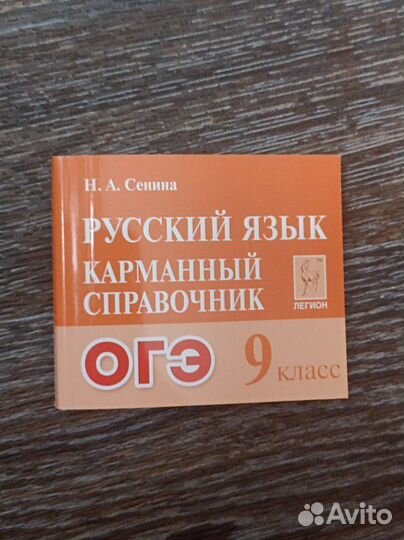 Н. А. Сенина
РУССКИЙ ЯЗЫК
КАРМАННЫЙ
СПРАВОЧНИК
ЛЕГИОН
ОГЭ
9 класс
Avito